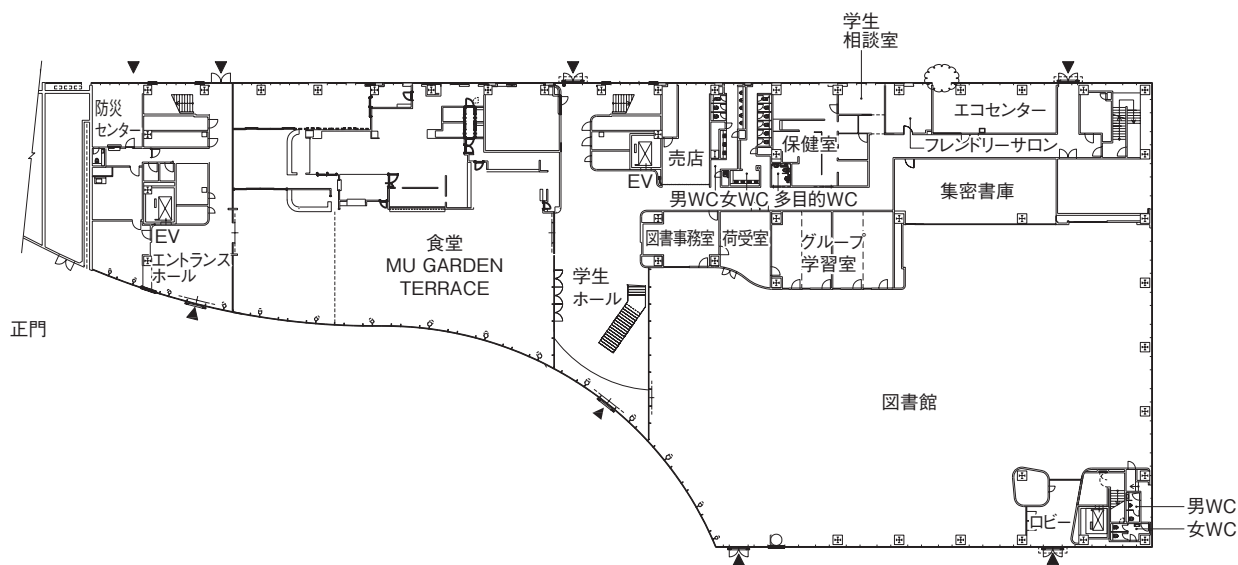 学生
相談室
防災
センター
エコセンター
保健室
フレンドリーサロン
売店
EV
集密書庫
男WC
女WC
多目的WC
図書事務室
荷受室
グループ
学習室
EV
エントランス
ホール
食堂
MU GARDEN
TERRACE
学生
ホール
正門
図書館
ロビー
男WC
女WC